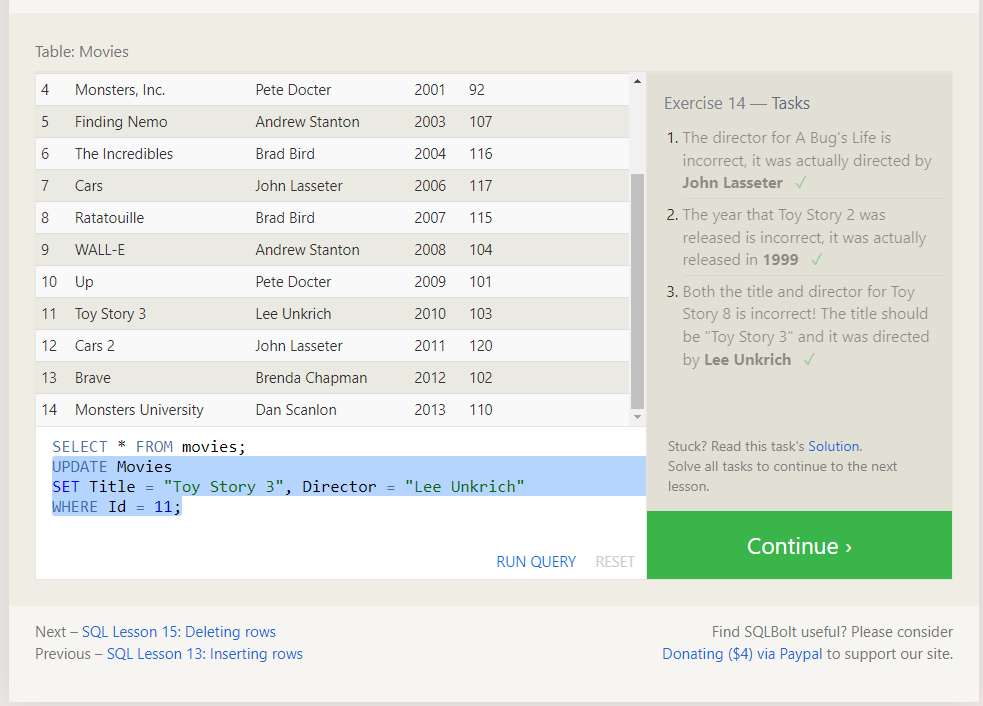 Table: Movies
4 Monsters, Inc. Pete Docter 2001 92
5 Finding Nemo Andrew Stanton 2003 107
6 The Incredibles Brad Bird 2004 116
7 Cars John Lasseter 2006 117
8 Ratatouille Brad Bird 2007 115
9 WALL-E Andrew Stanton 2008 104
10 Up Pete Docter 2009 101
11 Toy Story 3 Lee Unkrich 2010 103
12 Cars 2 John Lasseter 2011 120
13 Brave Brenda Chapman 2012 102
14 Monsters University Dan Scanlon 2013 110
SELECT * FROM movies;
UPDATE Movies
SET Title = "Toy Story 3", Director = "Lee Unkrich"
WHERE Id = 11;
RUN QUERY RESET
Exercise 14 — Tasks
1. The director for A Bug's Life is
incorrect, it was actually directed by
John Lasseter ✓
2. The year that Toy Story 2 was
released is incorrect, it was actually
released in 1999 ✓
3. Both the title and director for Toy
Story 8 is incorrect! The title should
be "Toy Story 3" and it was directed
by Lee Unkrich ✓
Stuck? Read this task's Solution.
Solve all tasks to continue to the next
lesson.
Continue ›
Next – SQL Lesson 15: Deleting rows
Previous – SQL Lesson 13: Inserting rows
Find SQLBolt useful? Please consider
Donating ($4) via Paypal to support our site.